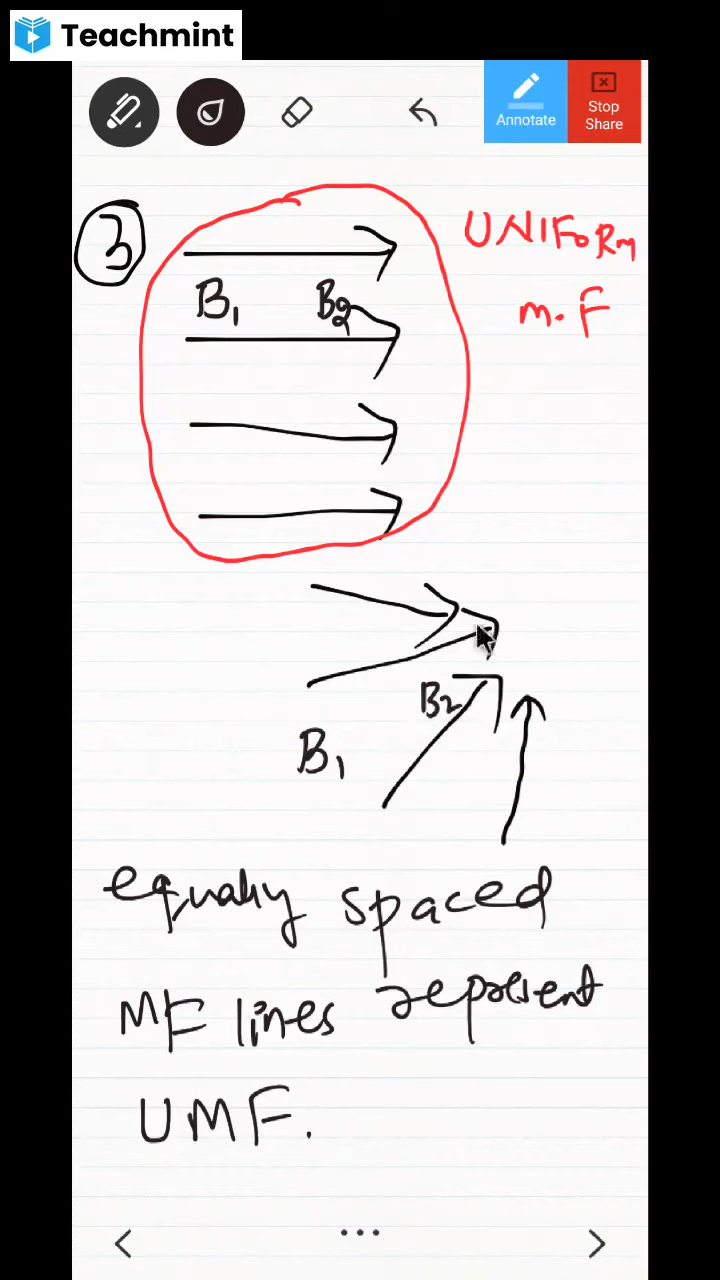 Teachmint
Annotate
Stop
Share
3
UNIFORM
M.F
B1 B2
B2
B1
equaly spaced
MF lines represent
UMF.